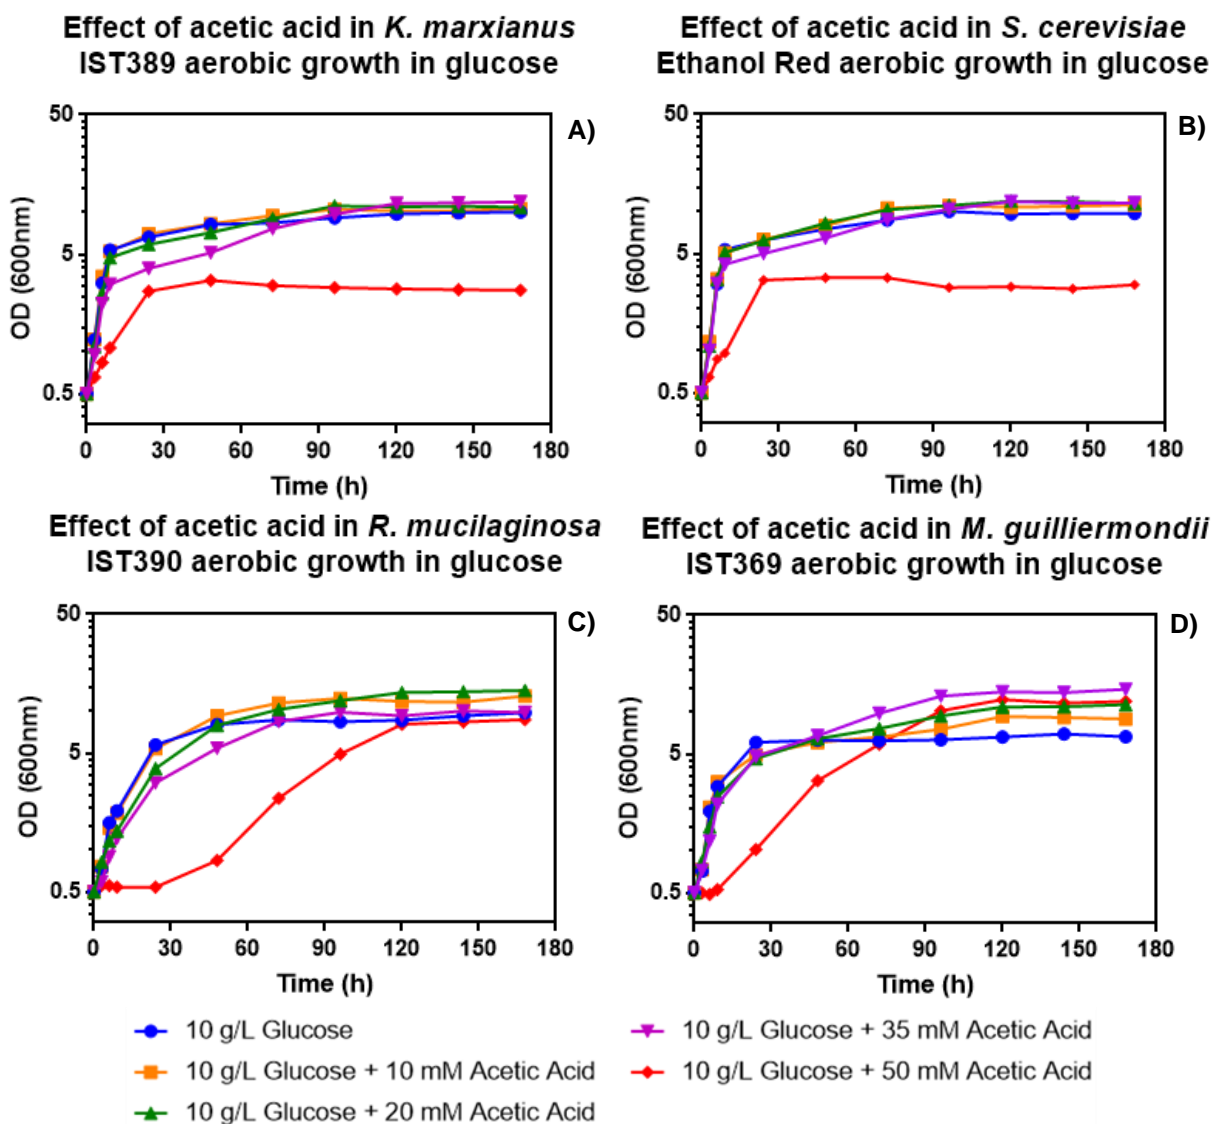 Effect of acetic acid in K. marxianus
IST389 aerobic growth in glucose
A)
50
5
0.5
OD (600nm)
0 30 60 90 120 150 180
Time (h)
Effect of acetic acid in S. cerevisiae
Ethanol Red aerobic growth in glucose
B)
50
5
0.5
OD (600nm)
0 30 60 90 120 150 180
Time (h)
Effect of acetic acid in R. mucilaginosa
IST390 aerobic growth in glucose
C)
50
5
0.5
OD (600nm)
0 30 60 90 120 150 180
Time (h)
Effect of acetic acid in M. guilliermondii
IST369 aerobic growth in glucose
D)
50
5
0.5
OD (600nm)
0 30 60 90 120 150 180
Time (h)
10 g/L Glucose
10 g/L Glucose + 10 mM Acetic Acid
10 g/L Glucose + 20 mM Acetic Acid
10 g/L Glucose + 35 mM Acetic Acid
10 g/L Glucose + 50 mM Acetic Acid